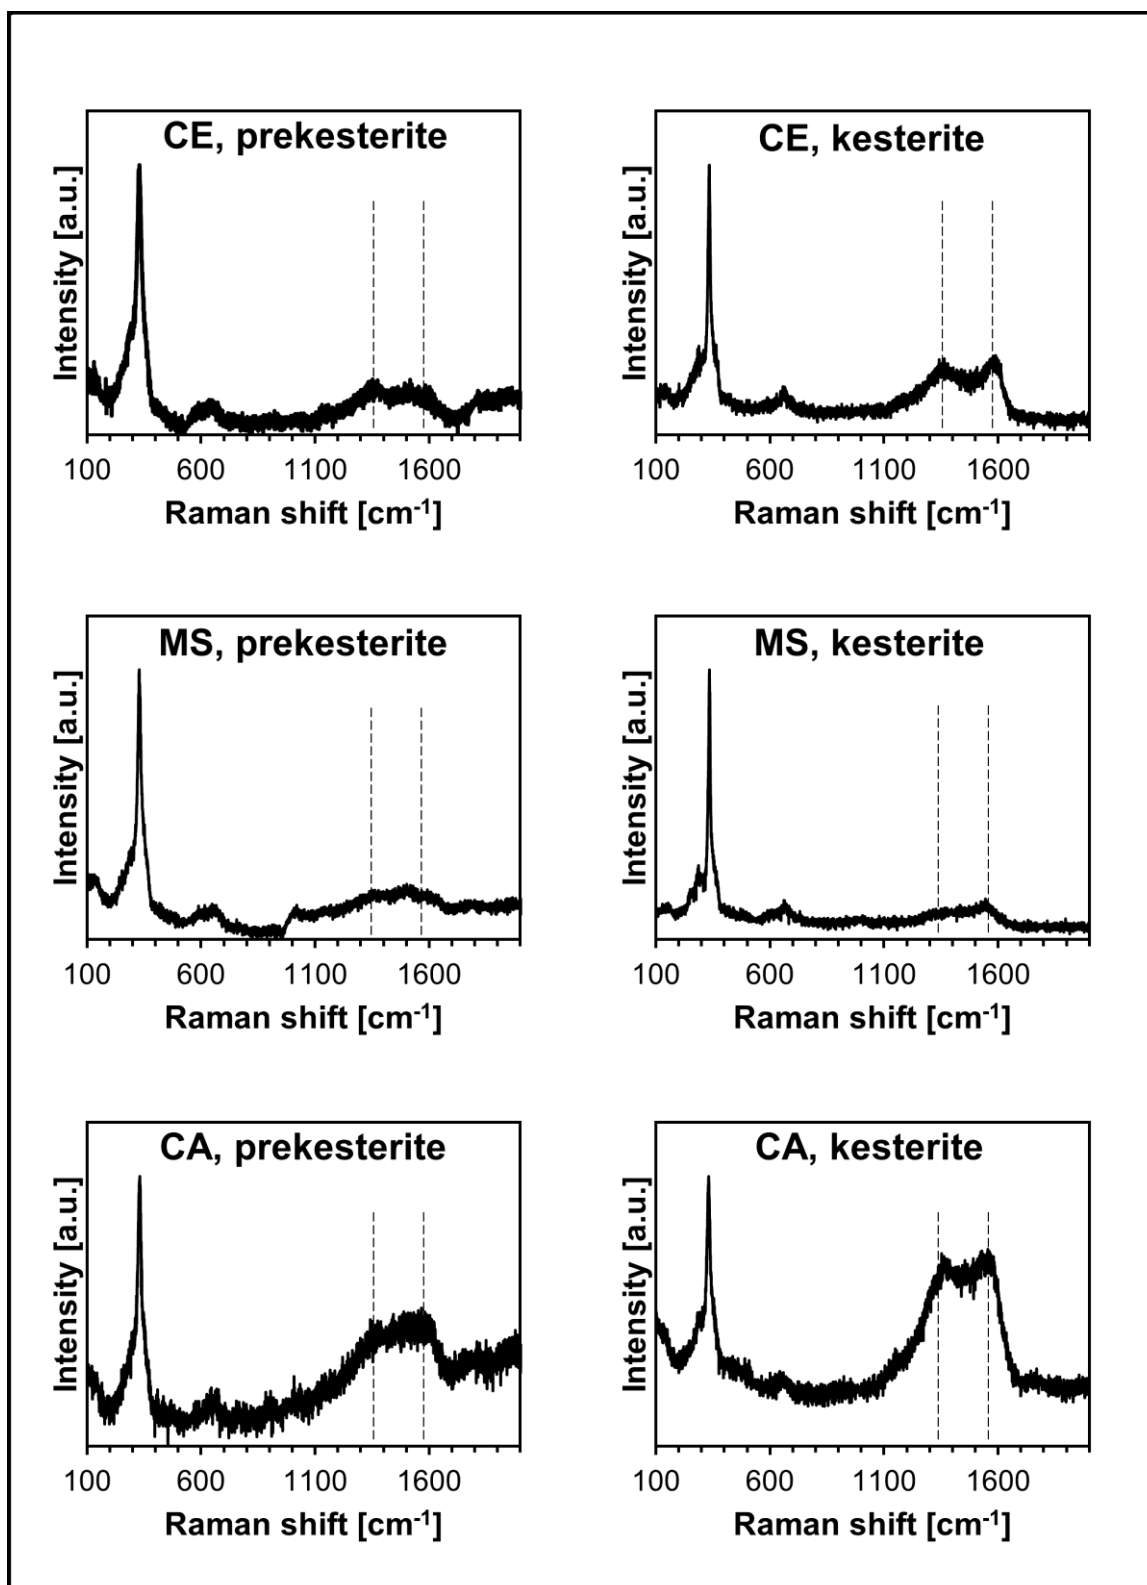 CE, prekesterite
Intensity [a.u.]
100 600 1100 1600
Raman shift [cm-1]
CE, kesterite
Intensity [a.u.]
100 600 1100 1600
Raman shift [cm-1]
MS, prekesterite
Intensity [a.u.]
100 600 1100 1600
Raman shift [cm-1]
MS, kesterite
Intensity [a.u.]
100 600 1100 1600
Raman shift [cm-1]
CA, prekesterite
Intensity [a.u.]
100 600 1100 1600
Raman shift [cm-1]
CA, kesterite
Intensity [a.u.]
100 600 1100 1600
Raman shift [cm-1]